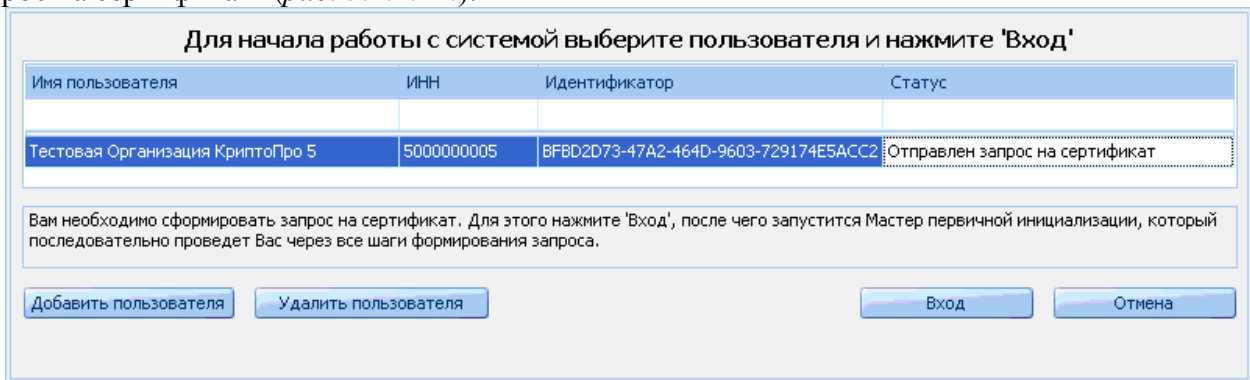 Для начала работы с системой выберите пользователя и нажмите 'Вход'
Имя пользователя ИНН Идентификатор Статус
Тестовая Организация КриптоПро 5 5000000005 BFBD2D73-47A2-464D-9603-729174E5ACC2 Отправлен запрос на сертификат
Вам необходимо сформировать запрос на сертификат. Для этого нажмите 'Вход', после чего запустится Мастер первичной инициализации, который
последовательно проведет Вас через все шаги формирования запроса.
Добавить пользователя Удалить пользователя Вход Отмена